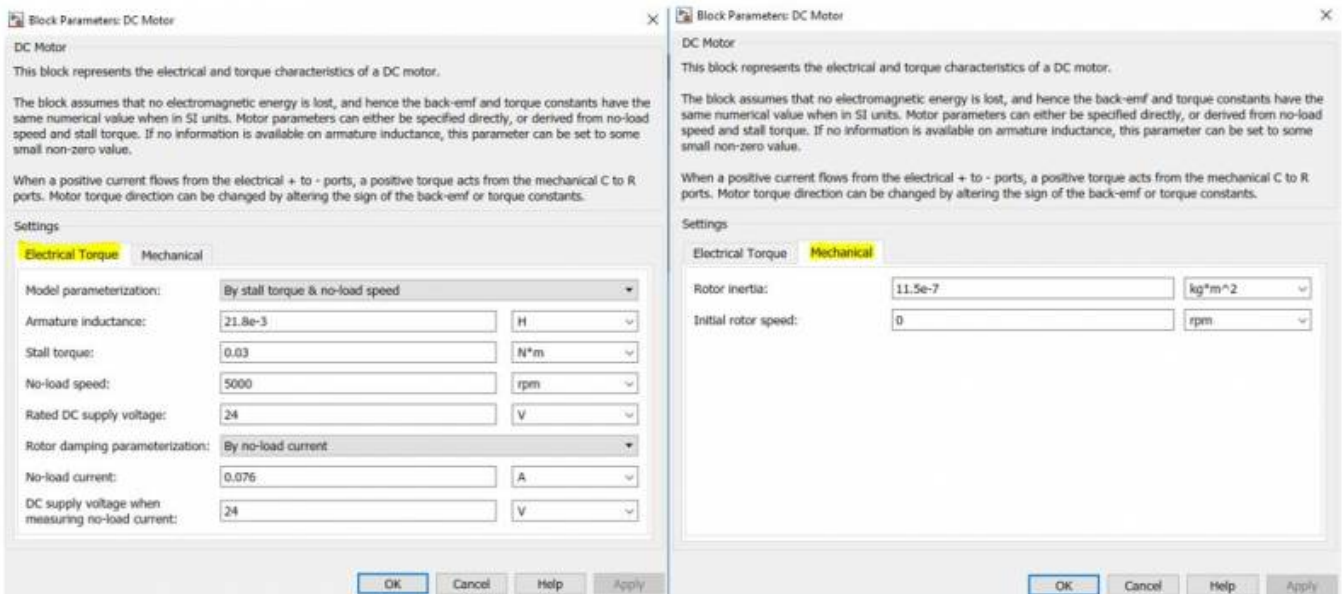 Block Parameters: DC Motor
DC Motor
This block represents the electrical and torque characteristics of a DC motor.
The block assumes that no electromagnetic energy is lost, and hence the back-emf and torque constants have the
same numerical value when in SI units. Motor parameters can either be specified directly, or derived from no-load
speed and stall torque. If no information is available on armature inductance, this parameter can be set to some
small non-zero value.
When a positive current flows from the electrical + to - ports, a positive torque acts from the mechanical C to R
ports. Motor torque direction can be changed by altering the sign of the back-emf or torque constants.
Settings
Electrical Torque Mechanical
Model parameterization: By stall torque & no-load speed
Armature inductance: 21.8e-3 H
Stall torque: 0.03 N*m
No-load speed: 5000 rpm
Rated DC supply voltage: 24 V
Rotor damping parameterization: By no-load current
No-load current: 0.076 A
DC supply voltage when
measuring no-load current: 24 V
OK Cancel Help Apply
Block Parameters: DC Motor
DC Motor
This block represents the electrical and torque characteristics of a DC motor.
The block assumes that no electromagnetic energy is lost, and hence the back-emf and torque constants have the
same numerical value when in SI units. Motor parameters can either be specified directly, or derived from no-load
speed and stall torque. If no information is available on armature inductance, this parameter can be set to some
small non-zero value.
When a positive current flows from the electrical + to - ports, a positive torque acts from the mechanical C to R
ports. Motor torque direction can be changed by altering the sign of the back-emf or torque constants.
Settings
Electrical Torque Mechanical
Rotor inertia: 11.5e-7 kg*m^2
Initial rotor speed: 0 rpm
OK Cancel Help Apply